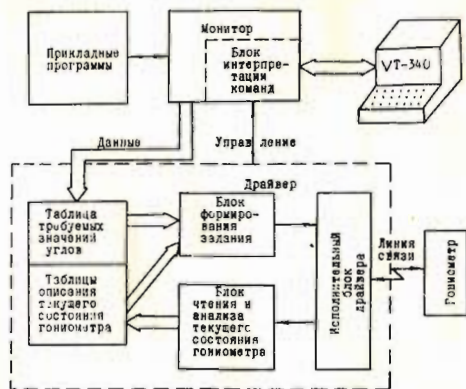 Монитор
Прикладные
программы
Блок
интерпре-
тации
команд
VT-340
Данные
Управление
Драйвер
Таблица
требуемых
значений
углов
Блок
формиро-
вания
задания
Таблицы
описания
текущего
состояния
гониометра
Блок
чтения и
анализа
текущего
состояния
гониометра
Исполнительный
блок
драйвера
Линия
связи
Гониометр